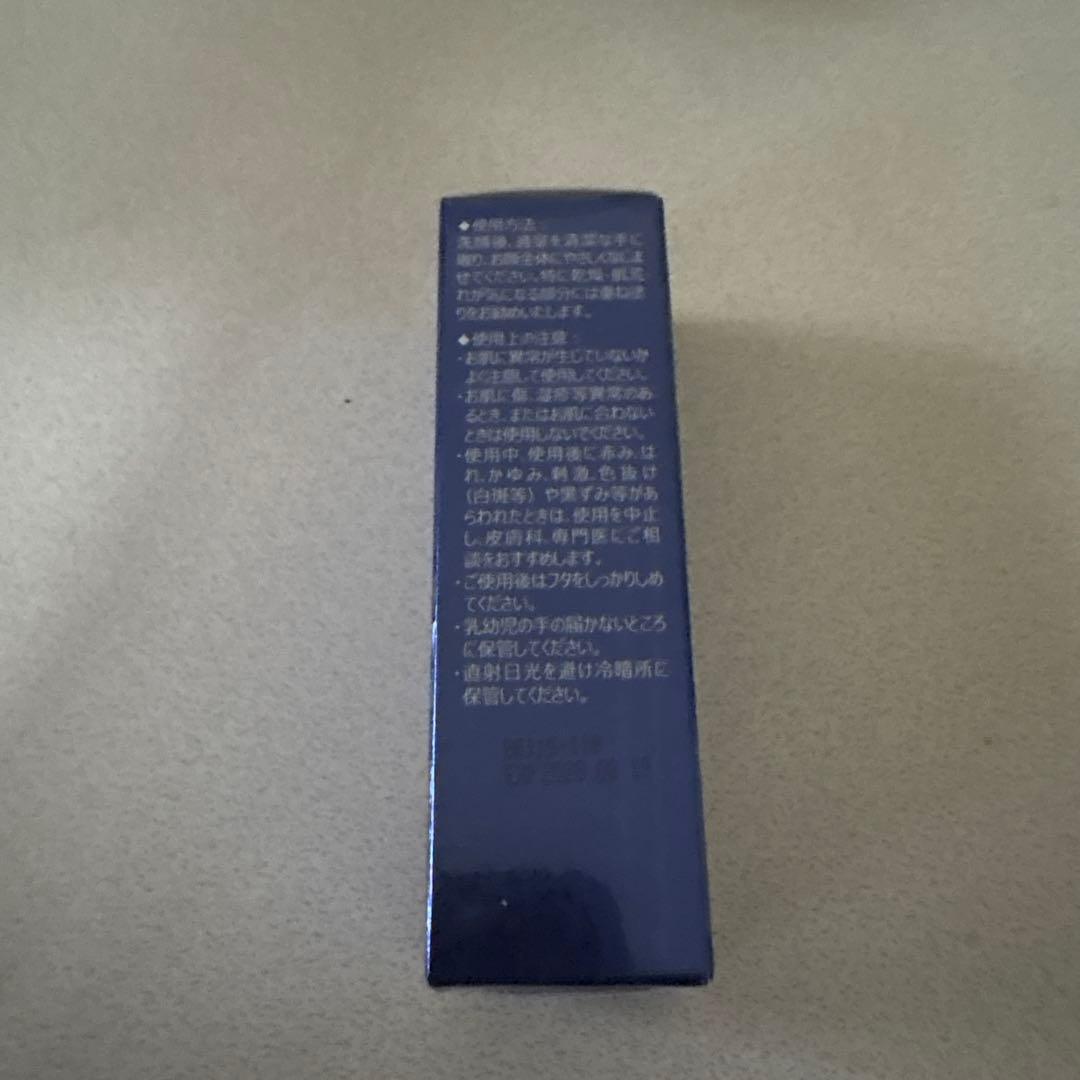 ◆使用方法：
洗顔後、適量を清潔な手に
取り、お顔全体にやさしくなじま
せてください。特に乾燥・肌荒
れが気になる部分には重ね塗
りをお勧めいたします。
◆使用上の注意：
・お肌に異常が生じていないか
よく注意して使用してください。
・お肌に傷、湿疹等異常のあ
るとき、またはお肌に合わない
ときは使用しないでください。
・使用中、使用後に赤み、は
れ、かゆみ、刺激、色抜け
（白斑等）や黒ずみ等があ
らわれたときは、使用を中止
し、皮膚科、専門医にご相
談をおすすめします。
・ご使用後はフタをしっかりしめ
てください。
・乳幼児の手の届かないところ
に保管してください。
・直射日光を避け冷暗所に
保管してください。